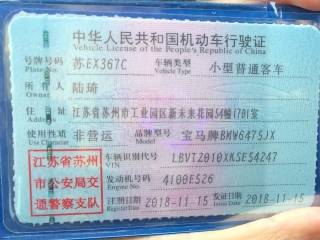 中华人民共和国机动车行驶证
Vehicle License of the People's Republic of China
号牌号码 苏EX367C 车辆类型 小型普通客车
Plate No. Vehicle Type
所有人 陆琦
Owner
住址 江苏省苏州市工业园区新未来花园54幢1701室
Address
使用性质 非营运 品牌型号 宝马牌BMW6475JX
Use Character Model
江苏省苏州市公安局交通警察支队
车辆识别代号 LBVTZ010XKSE54247
VIN
发动机号码 4100E526
Engine No.
注册日期 2018-11-15 发证日期 2018-11-15
Register Date Issue Date